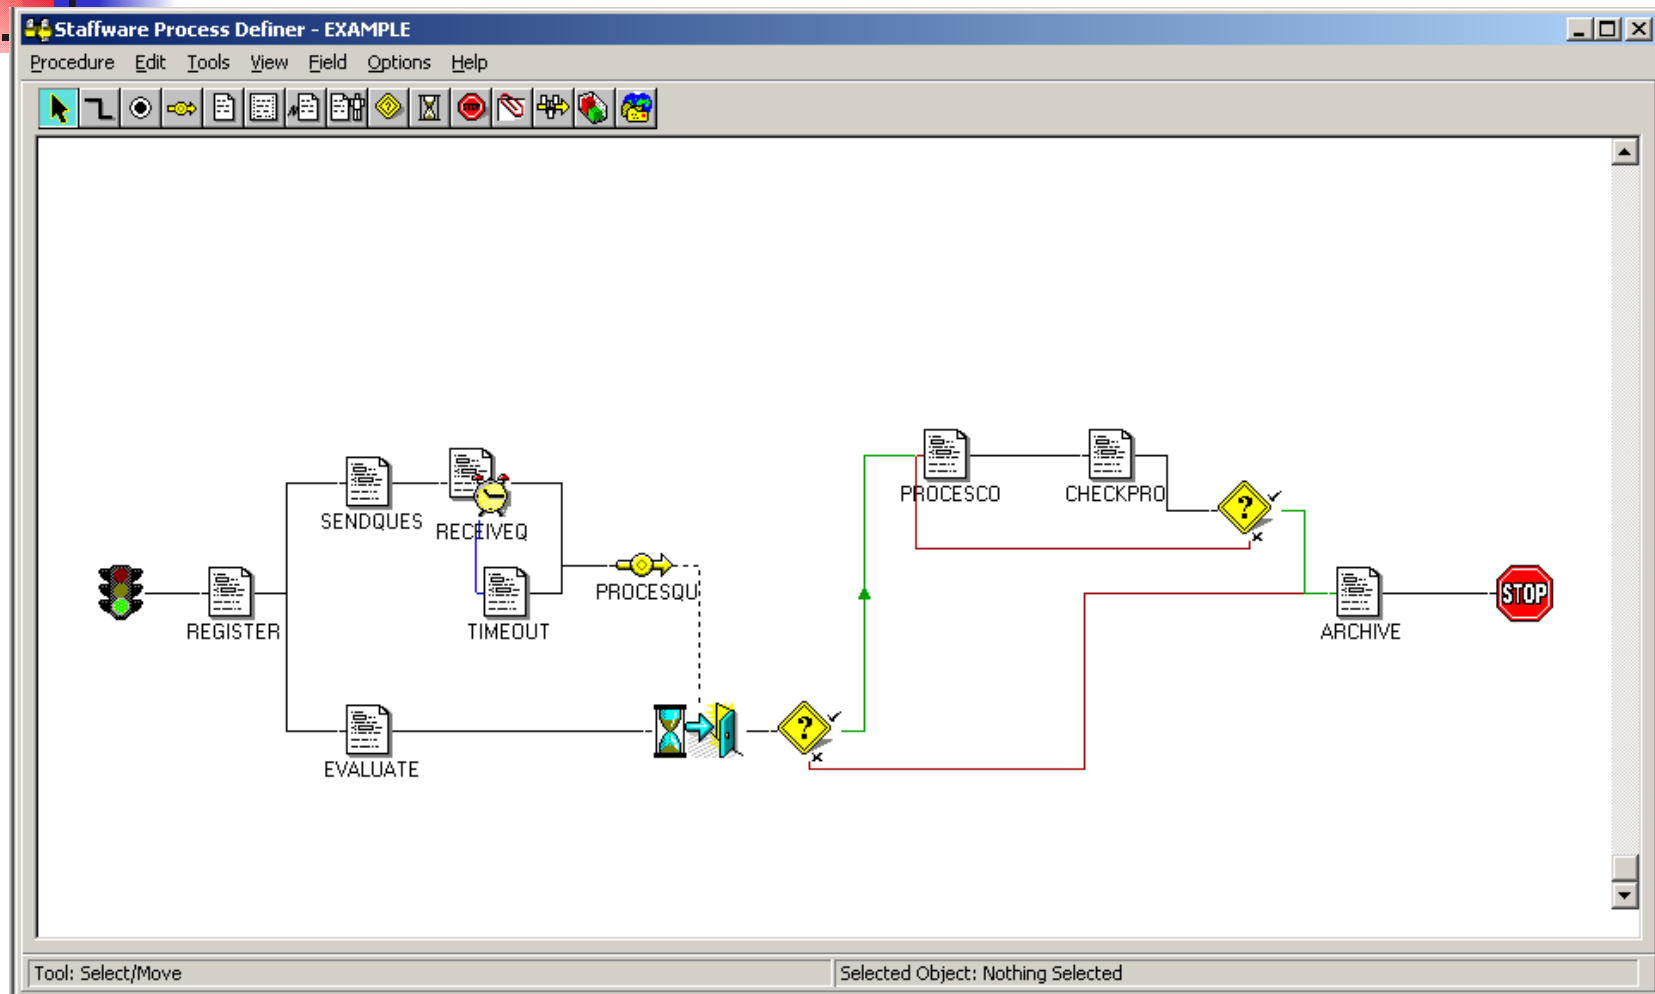 Staffware Process Definer - EXAMPLE
Procedure Edit Tools View Field Options Help
PROCESCO
CHECKPRO
SENDQUES
RECEIVEQ
PROCESQU
REGISTER
TIMEOUT
STOP
ARCHIVE
EVALUATE
Tool: Select/Move
Selected Object: Nothing Selected